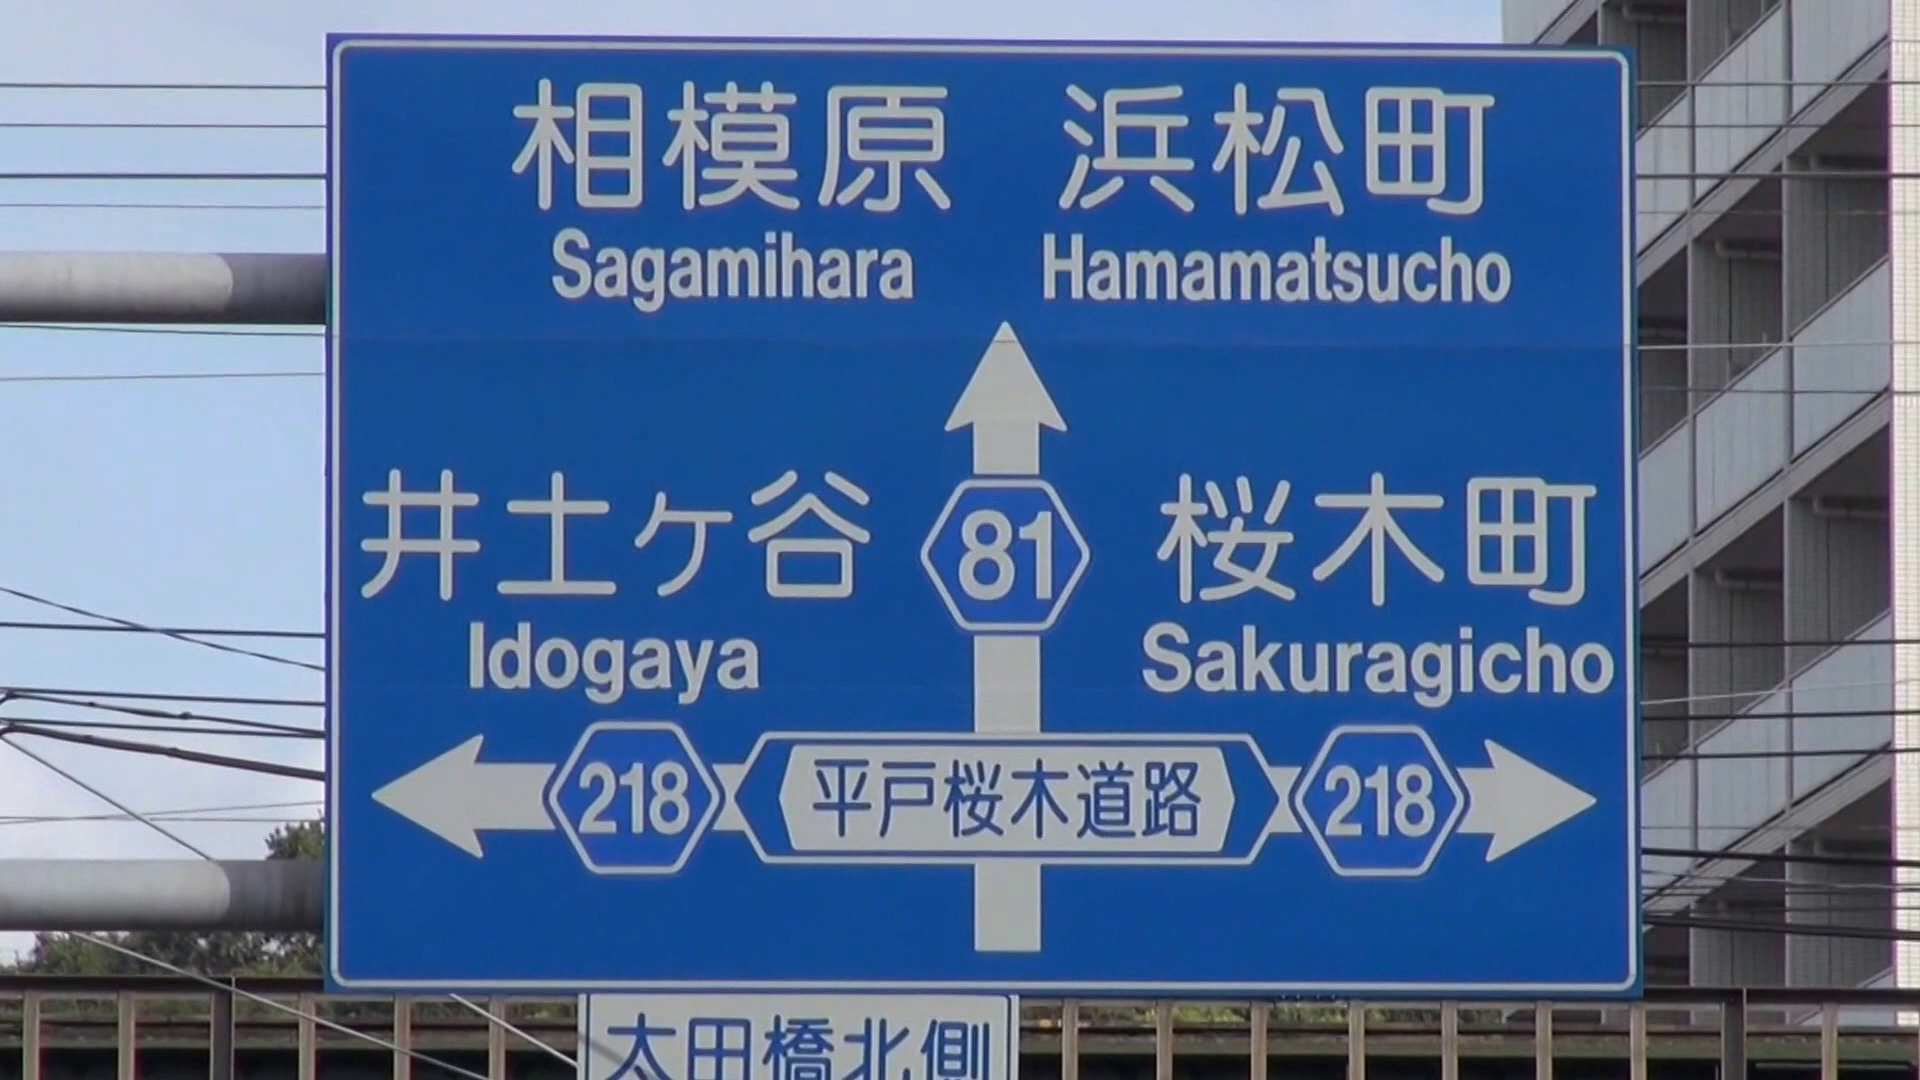 相模原 浜松町
Sagamihara Hamamatsucho
井土ヶ谷 81 桜木町
Idogaya Sakuragicho
218 平戸桜木道路 218
太田橋北側